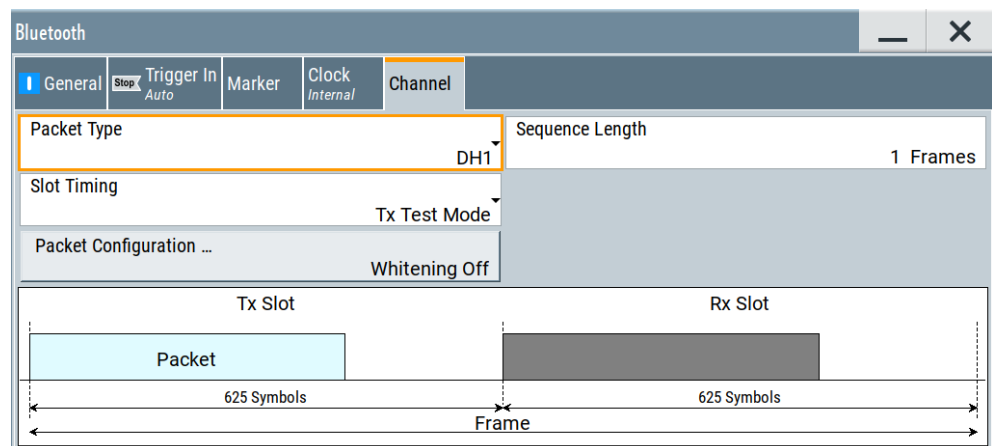 Bluetooth
General
Stop Trigger In
Auto
Marker
Clock
Internal
Channel
Packet Type
DH1
Sequence Length
1 Frames
Slot Timing
Tx Test Mode
Packet Configuration ...
Whitening Off
Tx Slot
Rx Slot
Packet
625 Symbols
625 Symbols
Frame